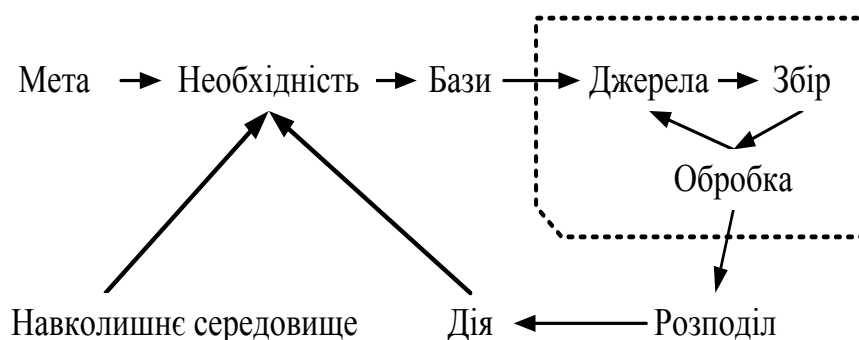 Мета Необхідність Бази Джерела Збір
Обробка
Навколишнє середовище Дія Розподіл